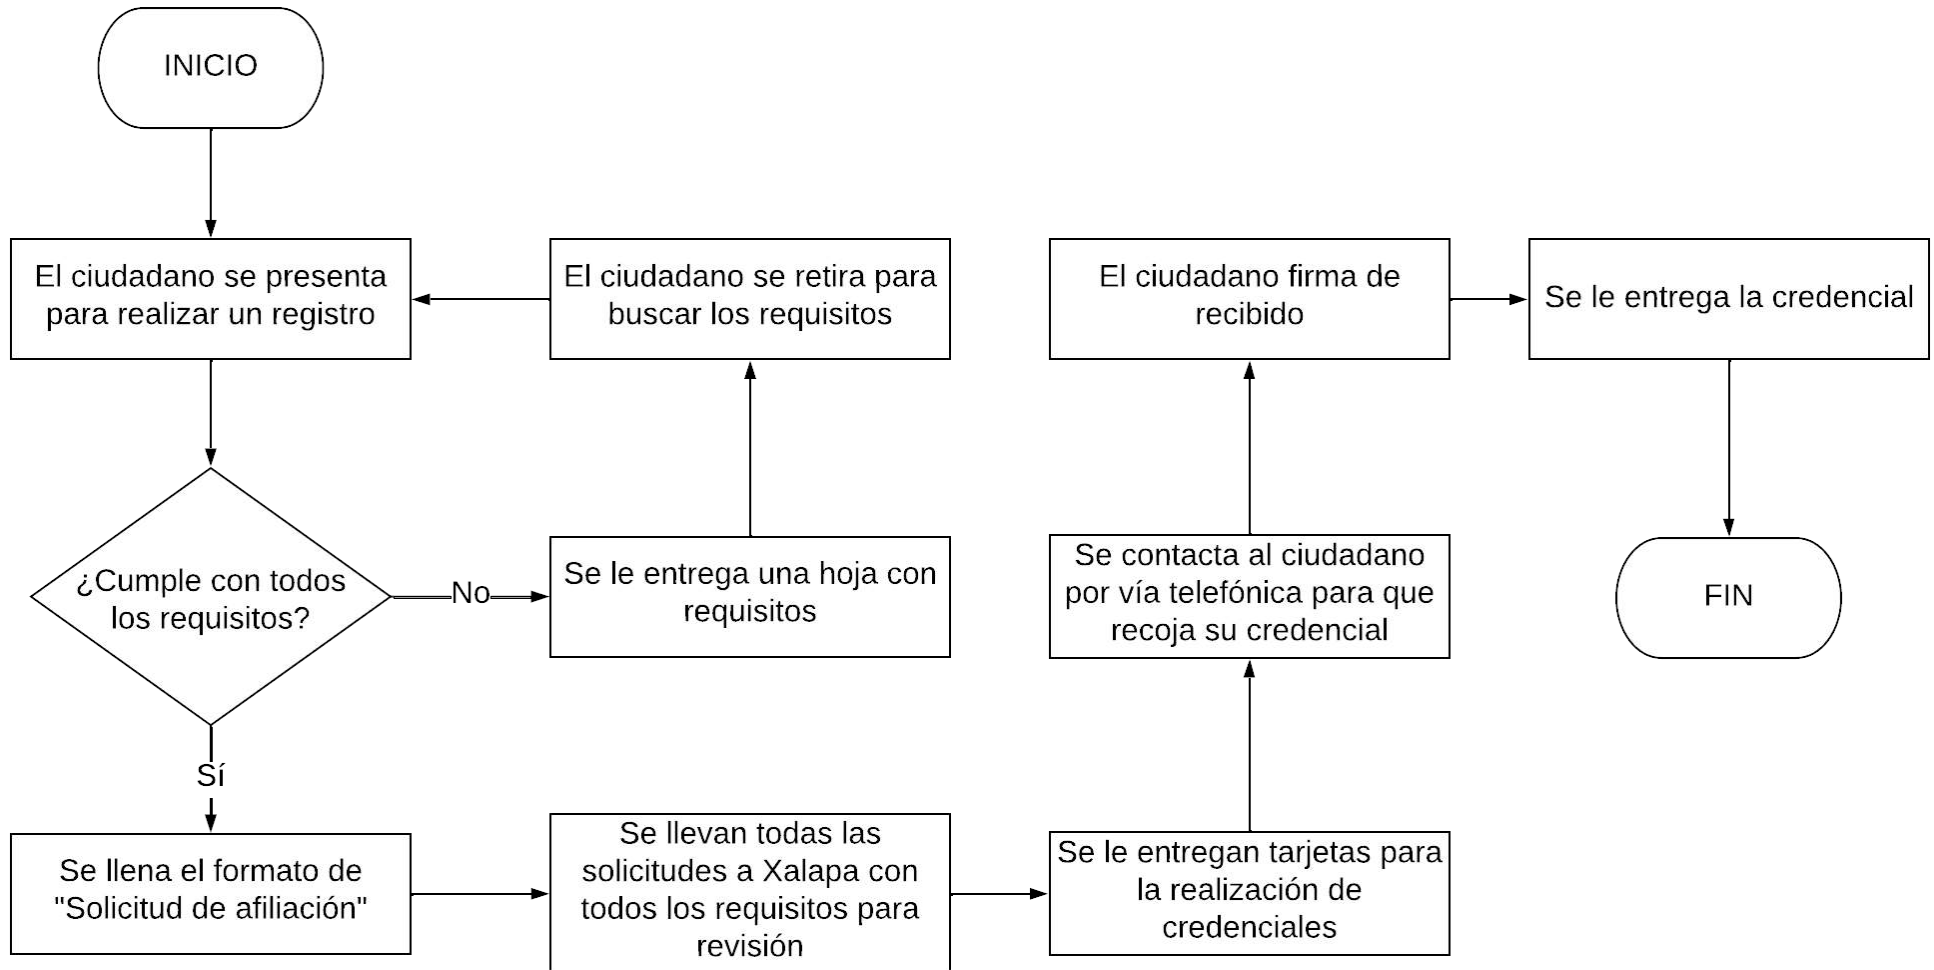 INICIO
El ciudadano se presenta
para realizar un registro
El ciudadano se retira para
buscar los requisitos
El ciudadano firma de
recibido
Se le entrega la credencial
¿Cumple con todos
los requisitos?
No
Se le entrega una hoja con
requisitos
Se contacta al ciudadano
por vía telefónica para que
recoja su credencial
FIN
Sí
Se llena el formato de
"Solicitud de afiliación"
Se llevan todas las
solicitudes a Xalapa con
todos los requisitos para
revisión
Se le entregan tarjetas para
la realización de
credenciales